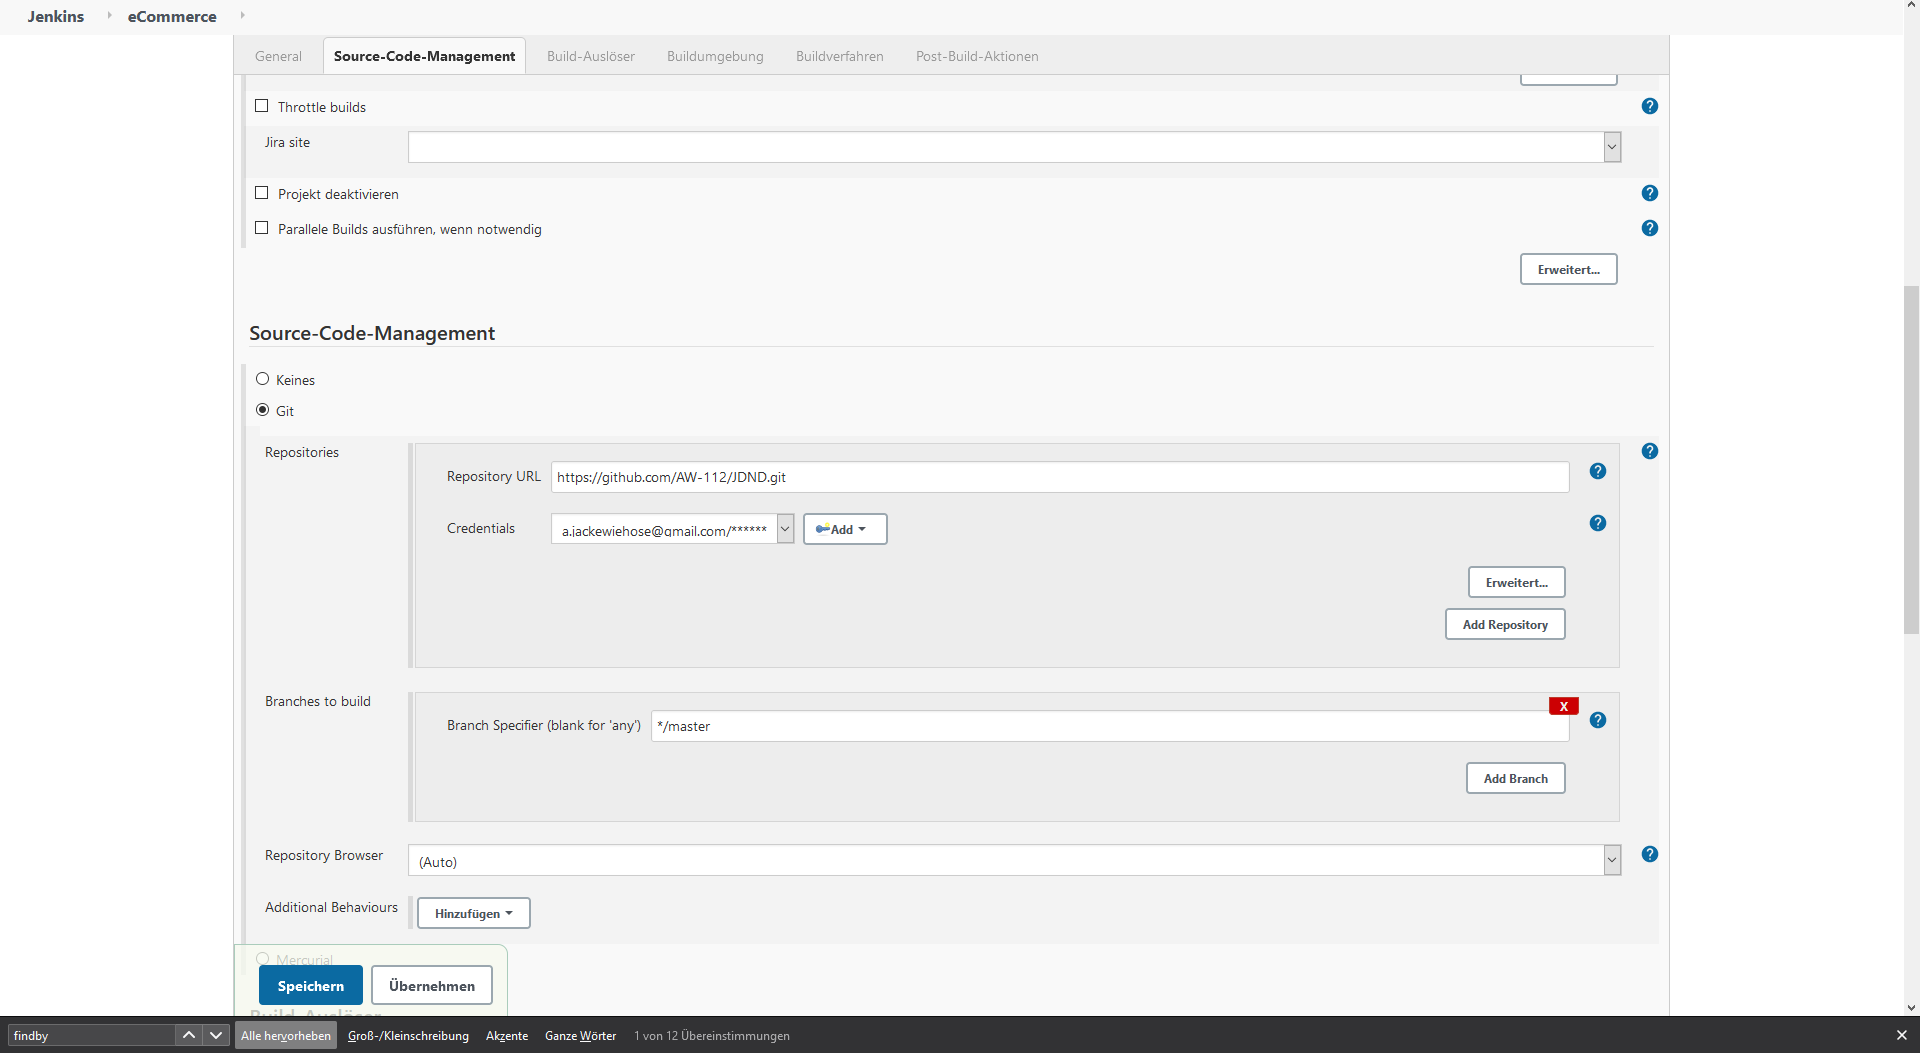 Jenkins eCommerce
General Source-Code-Management Build-Auslöser Buildumgebung Buildverfahren Post-Build-Aktionen
Throttle builds
Jira site
Projekt deaktivieren
Parallele Builds ausführen, wenn notwendig
Erweitert...
Source-Code-Management
Keines
Git
Repositories
Repository URL https://github.com/AW-112/JDND.git
Credentials a.jackewiehose@gmail.com/****** Add
Erweitert...
Add Repository
Branches to build
X
Branch Specifier (blank for 'any') */master
Add Branch
Repository Browser (Auto)
Additional Behaviours Hinzufügen
Mercurial
Speichern Übernehmen
Build-Auslöser
findby Alle hervorheben Groß-/Kleinschreibung Akzente Ganze Wörter 1 von 12 Übereinstimmungen